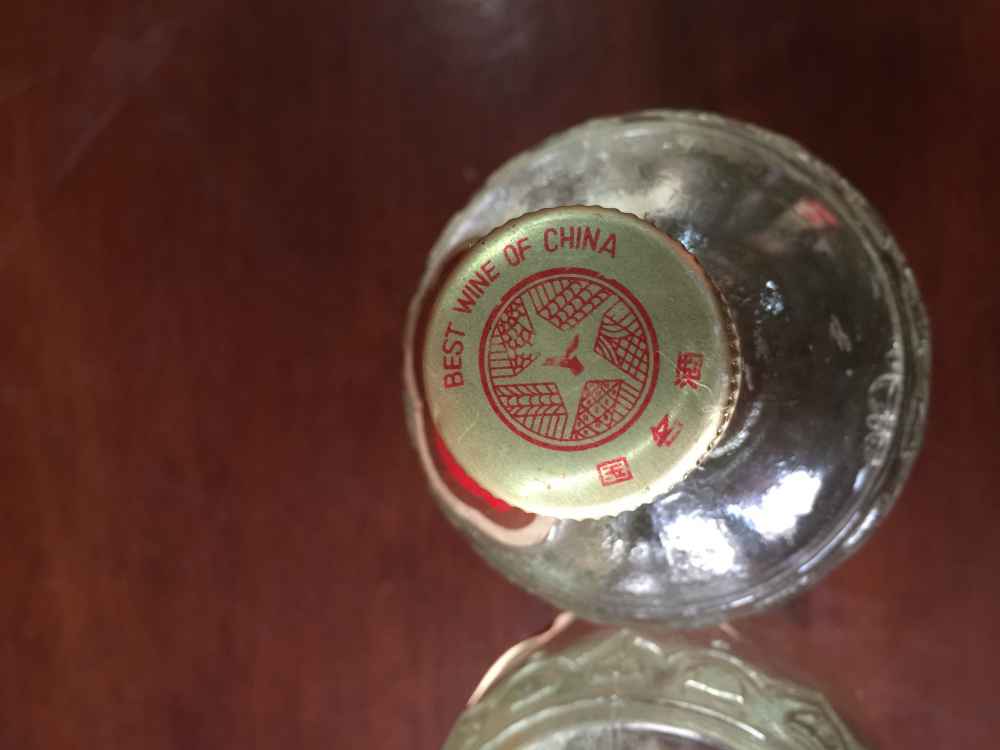 BEST WINE OF CHINA
国名酒